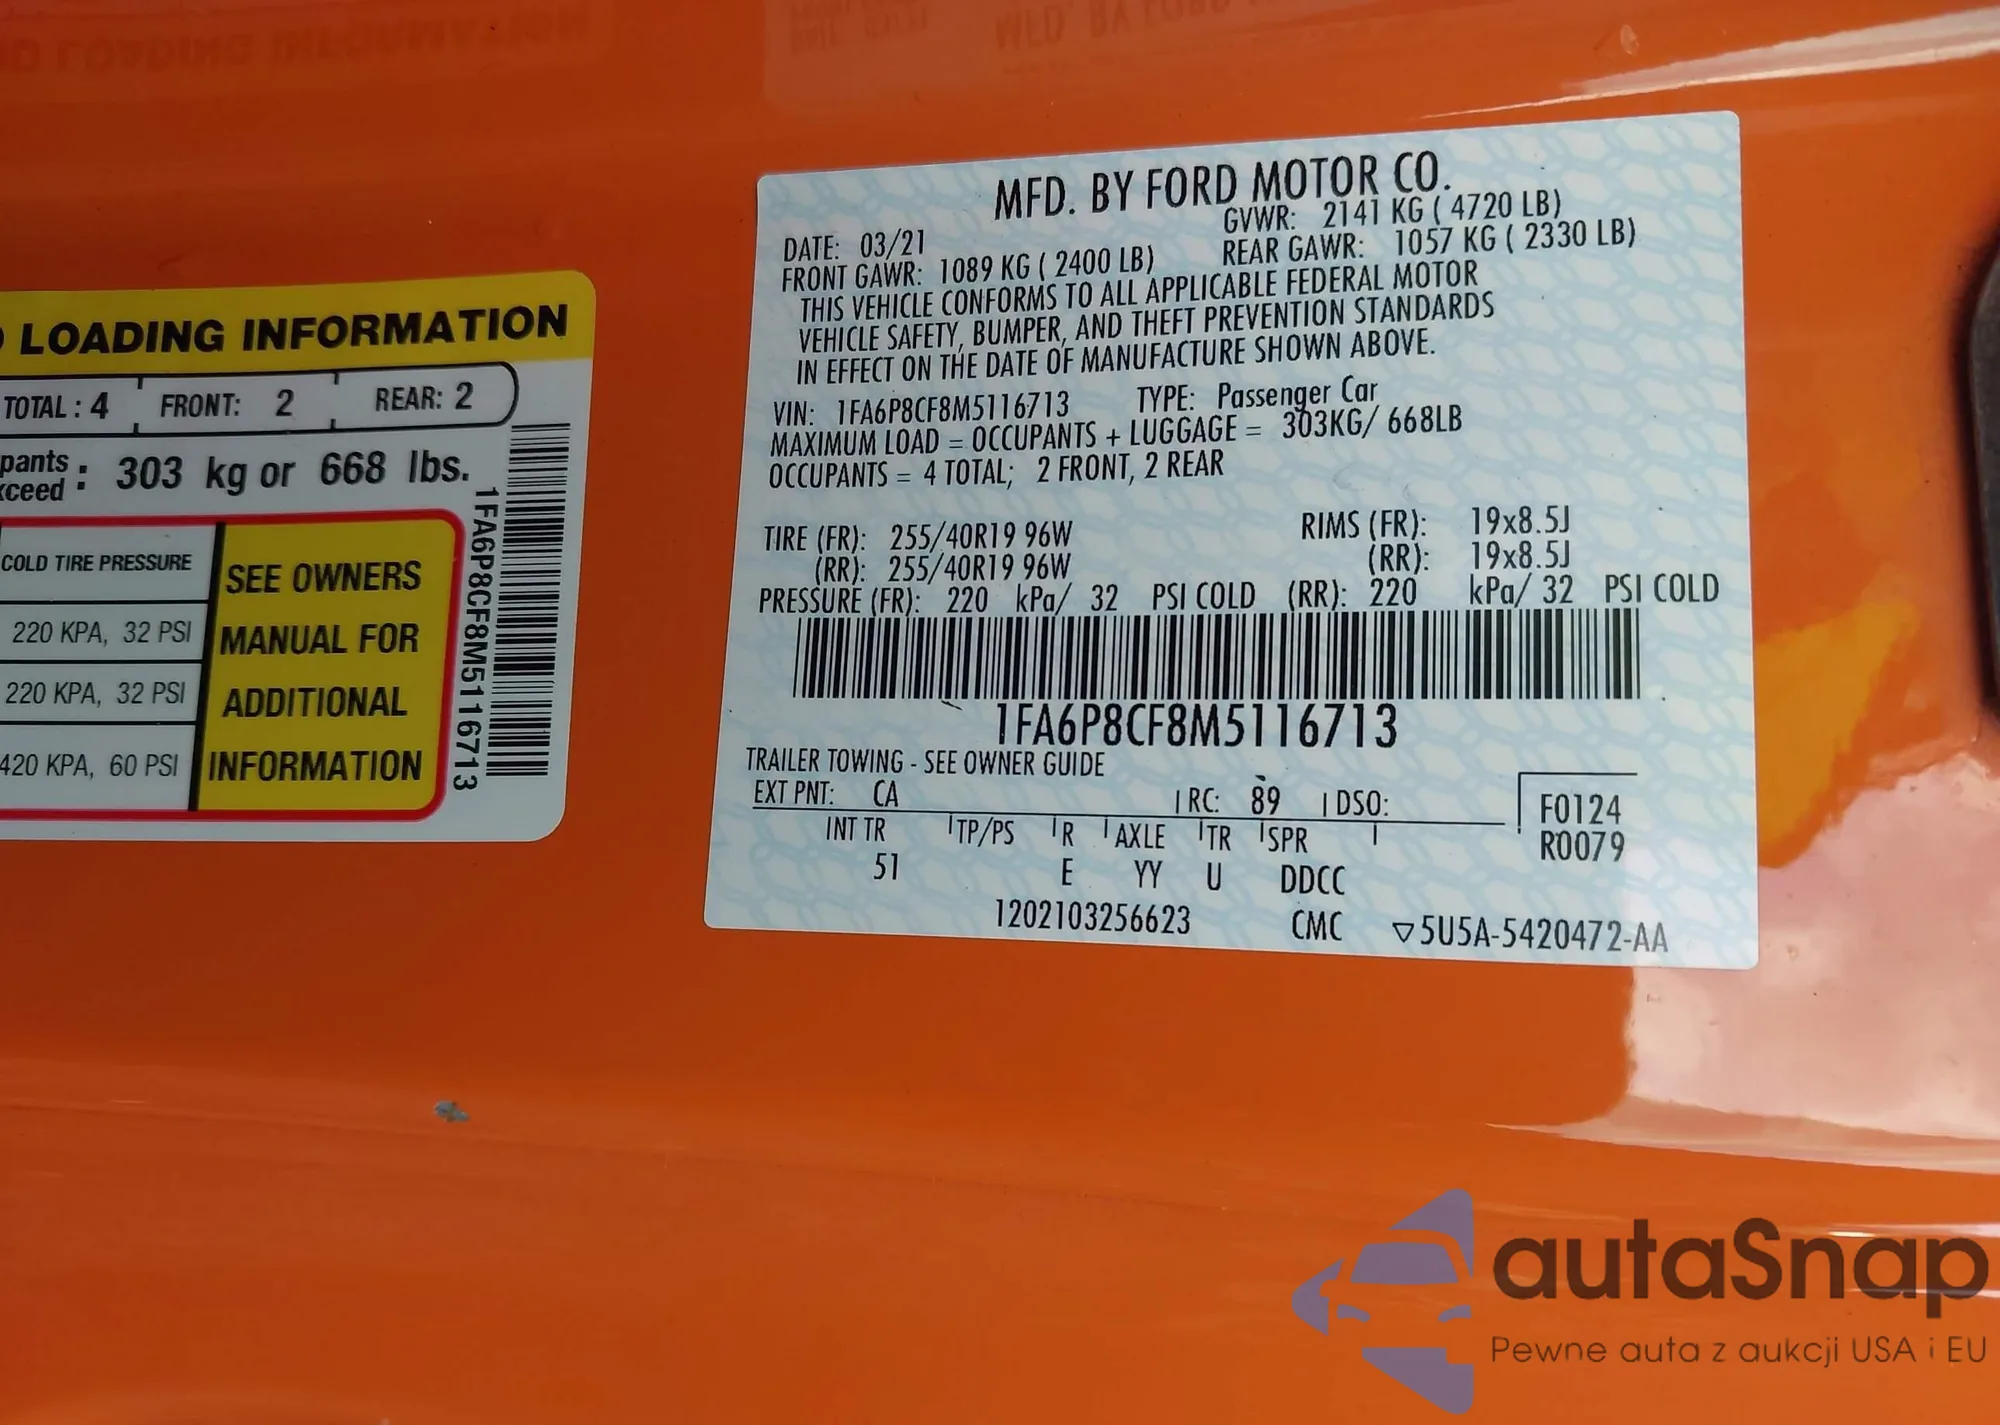 LOADING INFORMATION
TOTAL : 4 FRONT: 2 REAR: 2
pants
xceed : 303 kg or 668 lbs.
COLD TIRE PRESSURE
220 KPA, 32 PSI
220 KPA, 32 PSI
420 KPA, 60 PSI
SEE OWNERS
MANUAL FOR
ADDITIONAL
INFORMATION
1FA6P8CF8M5116713
MFD. BY FORD MOTOR CO.
DATE: 03/21 GVWR: 2141 KG ( 4720 LB)
FRONT GAWR: 1089 KG ( 2400 LB) REAR GAWR: 1057 KG ( 2330 LB)
THIS VEHICLE CONFORMS TO ALL APPLICABLE FEDERAL MOTOR
VEHICLE SAFETY, BUMPER, AND THEFT PREVENTION STANDARDS
IN EFFECT ON THE DATE OF MANUFACTURE SHOWN ABOVE.
VIN: 1FA6P8CF8M5116713 TYPE: Passenger Car
MAXIMUM LOAD = OCCUPANTS + LUGGAGE = 303KG/ 668LB
OCCUPANTS = 4 TOTAL; 2 FRONT, 2 REAR
TIRE (FR): 255/40R19 96W RIMS (FR): 19x8.5J
(RR): 255/40R19 96W (RR): 19x8.5J
PRESSURE (FR): 220 kPa/ 32 PSI COLD (RR): 220 kPa/ 32 PSI COLD
1FA6P8CF8M5116713
TRAILER TOWING - SEE OWNER GUIDE
EXT PNT: CA RC: 89 DSO: F0124
INT TR TP/PS R AXLE TR SPR R0079
51 E YY U DDCC
1202103256623 CMC ▽5U5A-5420472-AA
autaSnap
Pewne auta z aukcji USA i EU